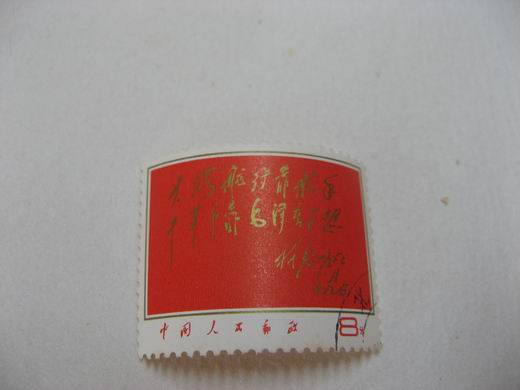 大海航行靠舵手
干革命靠毛泽东思想
林彪
中国人民邮政
8分